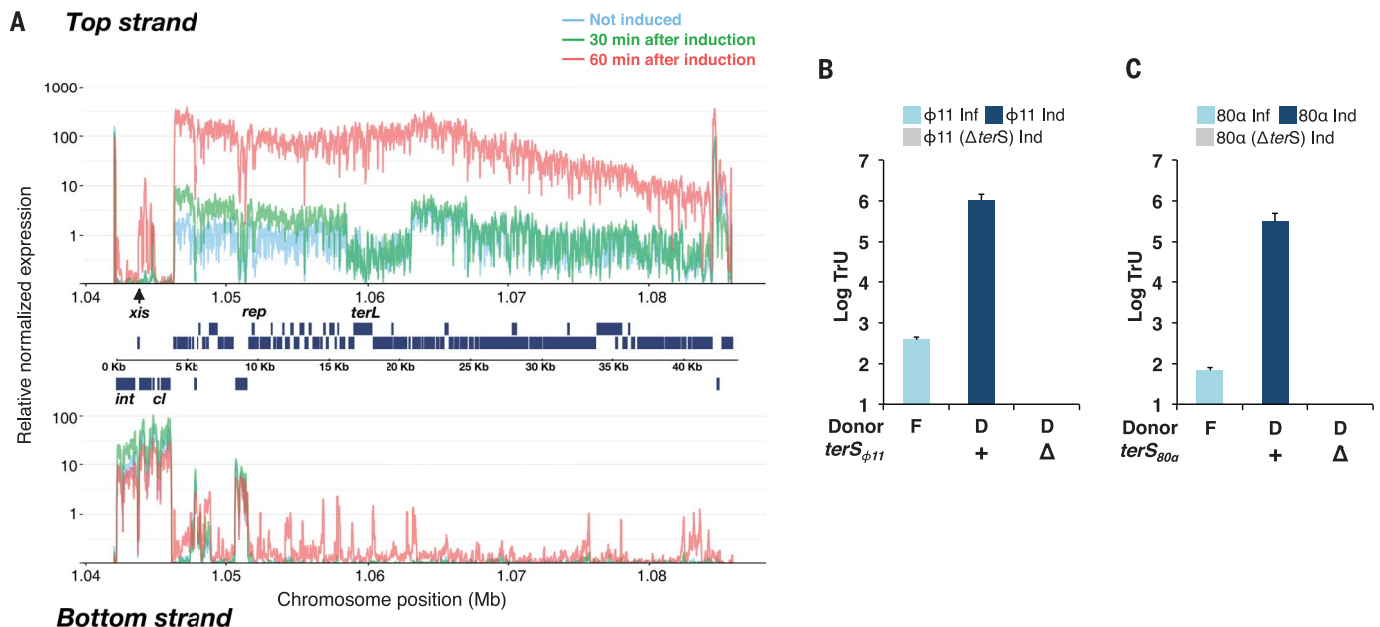 A
Top strand
Not induced
30 min after induction
60 min after induction
Relative normalized expression
1000
100
10
1
1.04 1.05 1.06 1.07 1.08
xis rep terL
0 Kb 5 Kb 10 Kb 15 Kb 20 Kb 25 Kb 30 Kb 35 Kb 40 Kb
int cI
100
10
1
1.04 1.05 1.06 1.07 1.08
Chromosome position (Mb)
Bottom strand
B
ϕ11 Inf ϕ11 Ind
ϕ11 (ΔterS) Ind
Log TrU
7
6
5
4
3
2
1
Donor F D D
terSϕ11 + Δ
C
80α Inf 80α Ind
80α (ΔterS) Ind
Log TrU
7
6
5
4
3
2
1
Donor F D D
terS80α + Δ